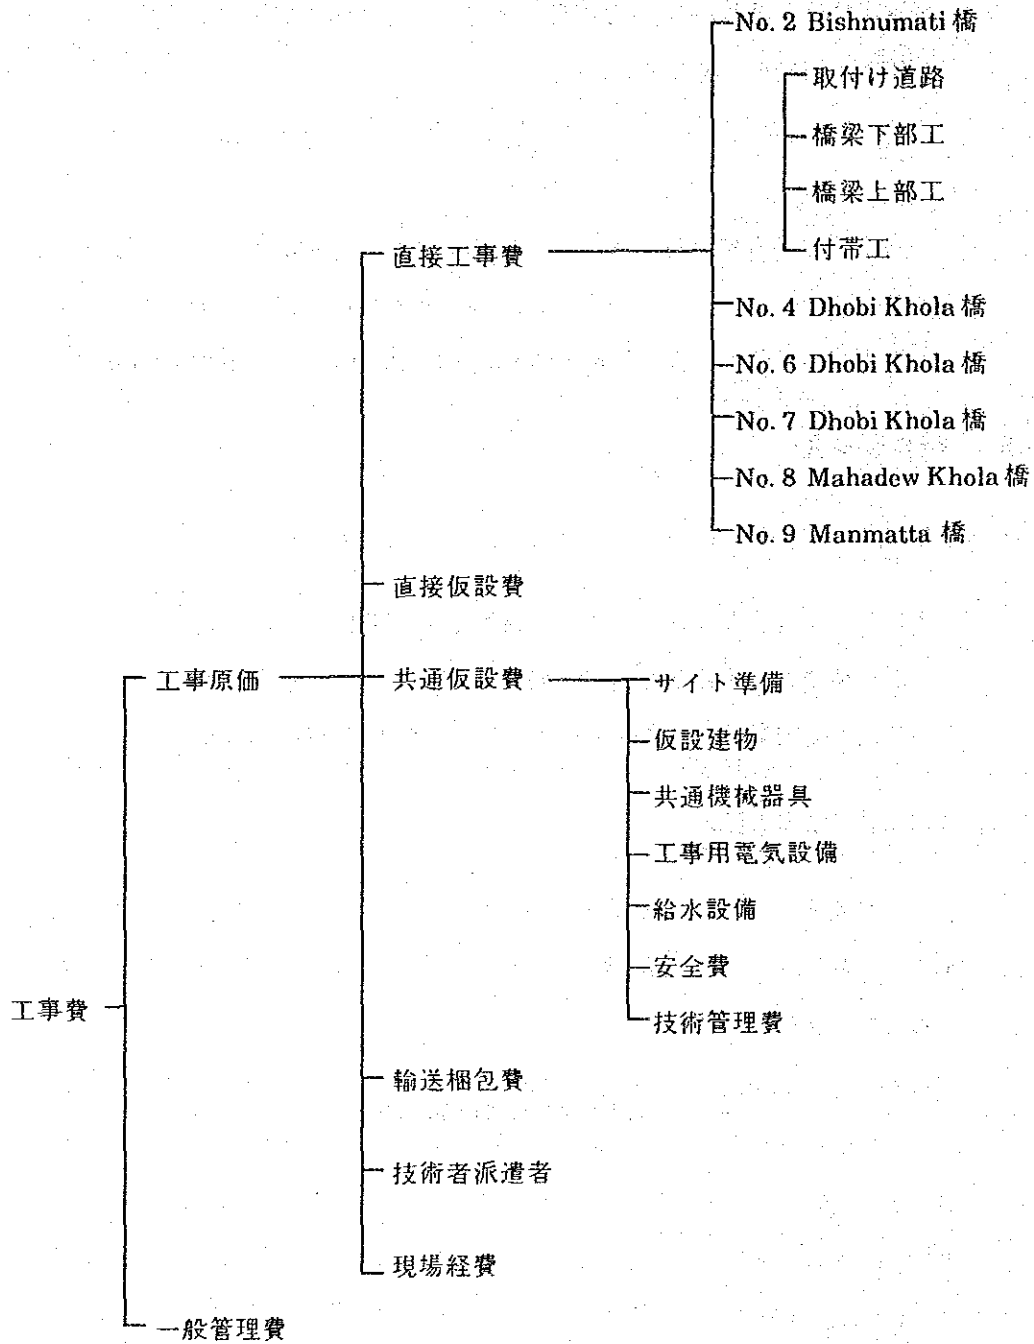 No. 2 Bishnumati 橋
取付け道路
橋梁下部工
橋梁上部工
付帯工
直接工事費
No. 4 Dhobi Khola 橋
No. 6 Dhobi Khola 橋
No. 7 Dhobi Khola 橋
No. 8 Mahadew Khola 橋
No. 9 Manmatta 橋
直接仮設費
工事原価
共通仮設費
サイト準備
仮設建物
共通機械器具
工事用電気設備
給水設備
安全費
技術管理費
工事費
輸送梱包費
技術者派遣者
現場経費
一般管理費